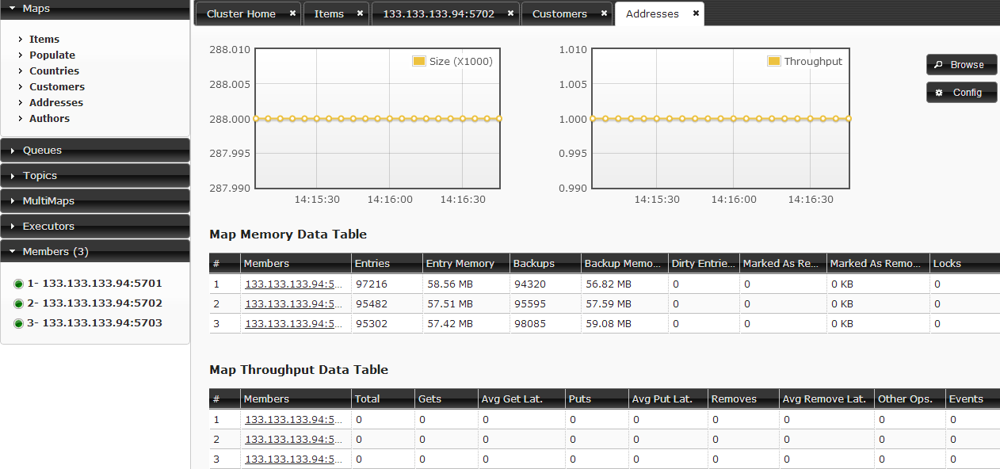 Maps
Items
Populate
Countries
Customers
Addresses
Authors
Queues
Topics
MultiMaps
Executors
Members (3)
1- 133.133.133.94:5701
2- 133.133.133.94:5702
3- 133.133.133.94:5703
Cluster Home Items 133.133.133.94:5702 Customers Addresses
288.010
288.005
288.000
287.995
287.990
Size (X1000)
14:15:30 14:16:00 14:16:30
1.010
1.005
1.000
0.995
0.990
Throughput
14:15:30 14:16:00 14:16:30
Browse
Config
Map Memory Data Table
# Members Entries Entry Memory Backups Backup Memo... Dirty Entrie... Marked As Re... Marked As Remo... Locks
1 133.133.133.94:5... 97216 58.56 MB 94320 56.82 MB 0 0 0 KB 0
2 133.133.133.94:5... 95482 57.51 MB 95595 57.59 MB 0 0 0 KB 0
3 133.133.133.94:5... 95302 57.42 MB 98085 59.08 MB 0 0 0 KB 0
Map Throughput Data Table
# Members Total Gets Avg Get Lat. Puts Avg Put Lat. Removes Avg Remove Lat. Other Ops. Events
1 133.133.133.94:5... 0 0 0 0 0 0 0 0 0
2 133.133.133.94:5... 0 0 0 0 0 0 0 0 0
3 133.133.133.94:5... 0 0 0 0 0 0 0 0 0